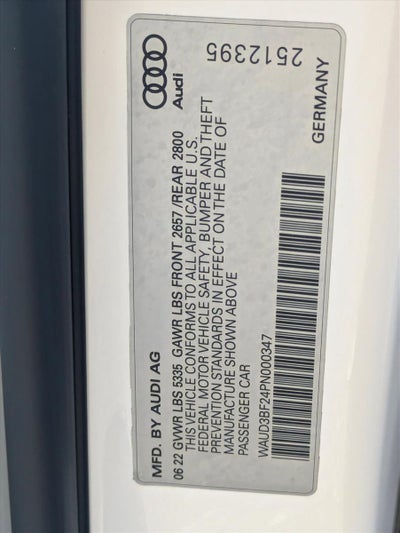 MFD. BY AUDI AG
06 22 GVWR LBS 5335 GAWR LBS FRONT 2657 /REAR 2800
THIS VEHICLE CONFORMS TO ALL APPLICABLE U.S.
FEDERAL MOTOR VEHICLE SAFETY, BUMPER AND THEFT
PREVENTION STANDARDS IN EFFECT ON THE DATE OF
MANUFACTURE SHOWN ABOVE
PASSENGER CAR
WAUD3BF24PN000347
Audi
GERMANY
2512395